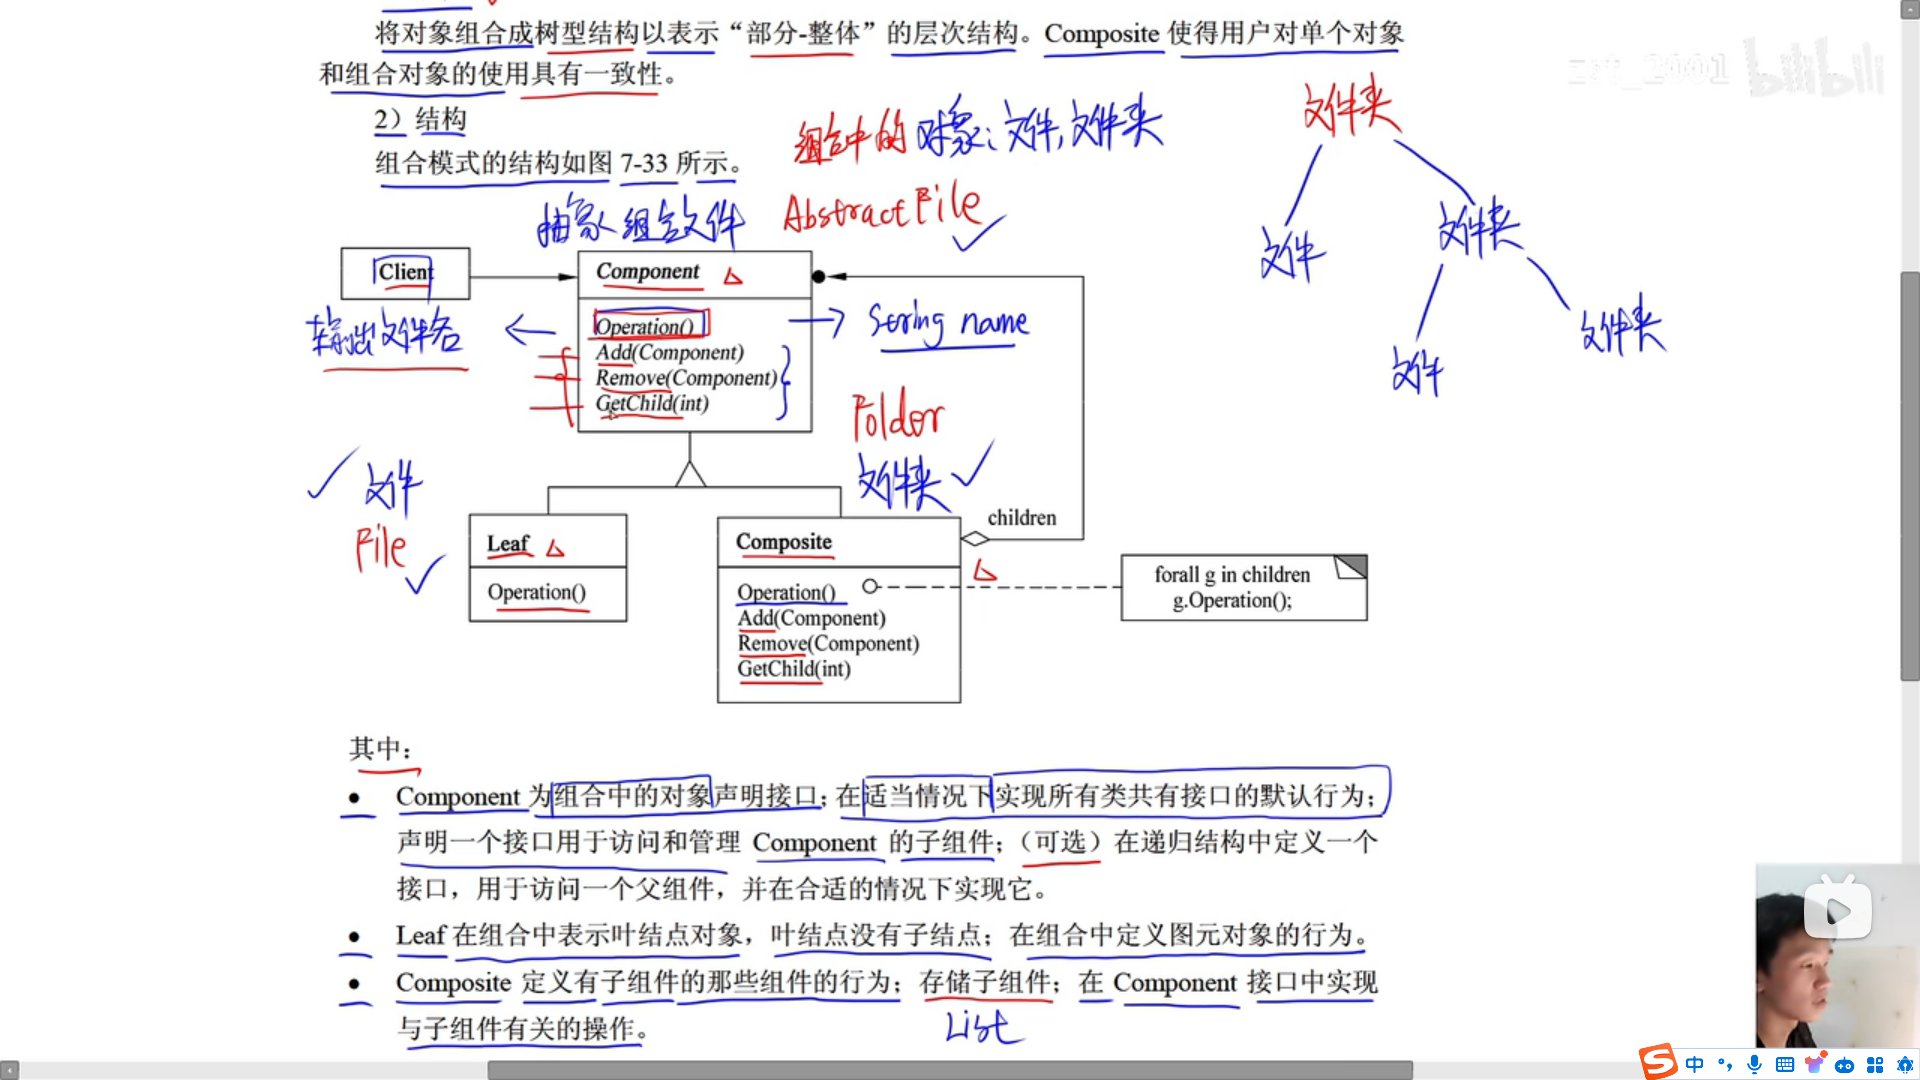 将对象组合成树型结构以表示“部分-整体”的层次结构。Composite 使得用户对单个对象
和组合对象的使用具有一致性。
2）结构
组合模式的结构如图 7-33 所示。
组合中的对象：文件，文件夹
抽象组合文件
AbstractFile
文件夹
文件
文件夹
文件
文件夹
Client
输出文件名
Component
Operation()
Add(Component)
Remove(Component)
GetChild(int)
String name
文件
File
Folder
文件夹
children
Leaf
Operation()
Composite
Operation()
Add(Component)
Remove(Component)
GetChild(int)
forall g in children
g.Operation();
其中：
● Component 为组合中的对象声明接口；在适当情况下实现所有类共有接口的默认行为；
声明一个接口用于访问和管理 Component 的子组件；（可选）在递归结构中定义一个
接口，用于访问一个父组件，并在合适的情况下实现它。
● Leaf 在组合中表示叶结点对象，叶结点没有子结点；在组合中定义图元对象的行为。
● Composite 定义有子组件的那些组件的行为；存储子组件；在 Component 接口中实现
与子组件有关的操作。
List
bilibili
中